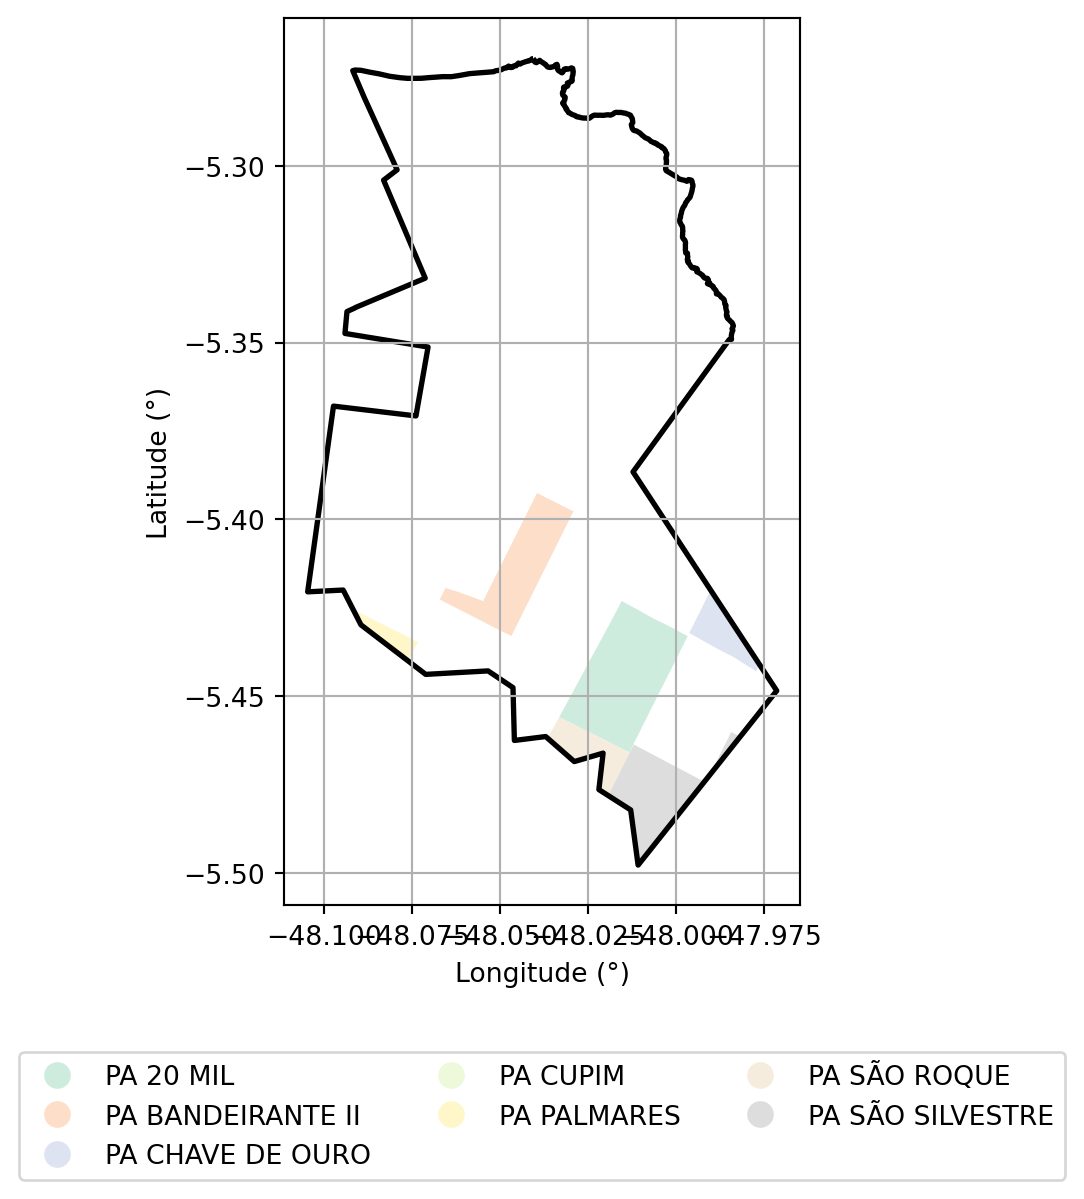 −5.30
−5.35
−5.40
−5.45
−5.50
Latitude (°)
−48.100 −48.075 −48.050 −48.025 −48.000 −47.975
Longitude (°)
PA 20 MIL
PA BANDEIRANTE II
PA CHAVE DE OURO
PA CUPIM
PA PALMARES
PA SÃO ROQUE
PA SÃO SILVESTRE